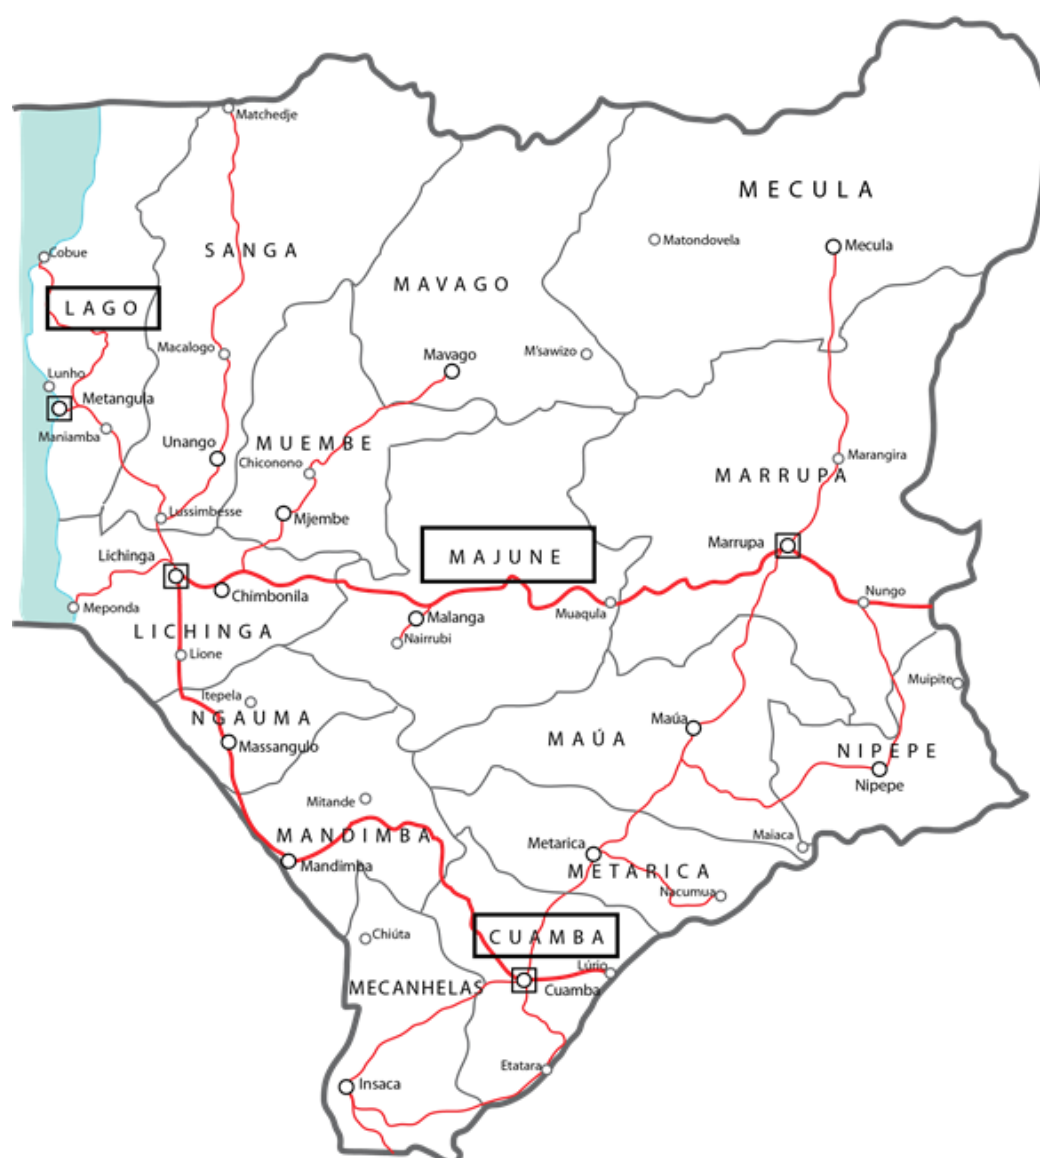 Matchedje
MECULA
Matondovela
Mecula
SANGA
Cobue
MAVAGO
LAGO
Macalogo
Mavago
M'sawizo
Lunho
Metangula
Maniamba
Unango
MUEMBE
Chiconono
Marangira
MARRUPA
Lussimbesse
Mjembe
Lichinga
MAJUNE
Marrupa
Chimbonila
Meponda
Malanga
Muaqula
Nungo
LICHINGA
Nairrubi
Lione
Muipite
Itepela
NGAUMA
Massangulo
MAÚA
Maúa
NIPEPE
Nipepe
Mitande
MANDIMBA
Mandimba
Metarica
METARICA
Maiaca
Nacumua
Chiúta
CUAMBA
Lúrio
MECANHELAS
Cuamba
Etatara
Insaca